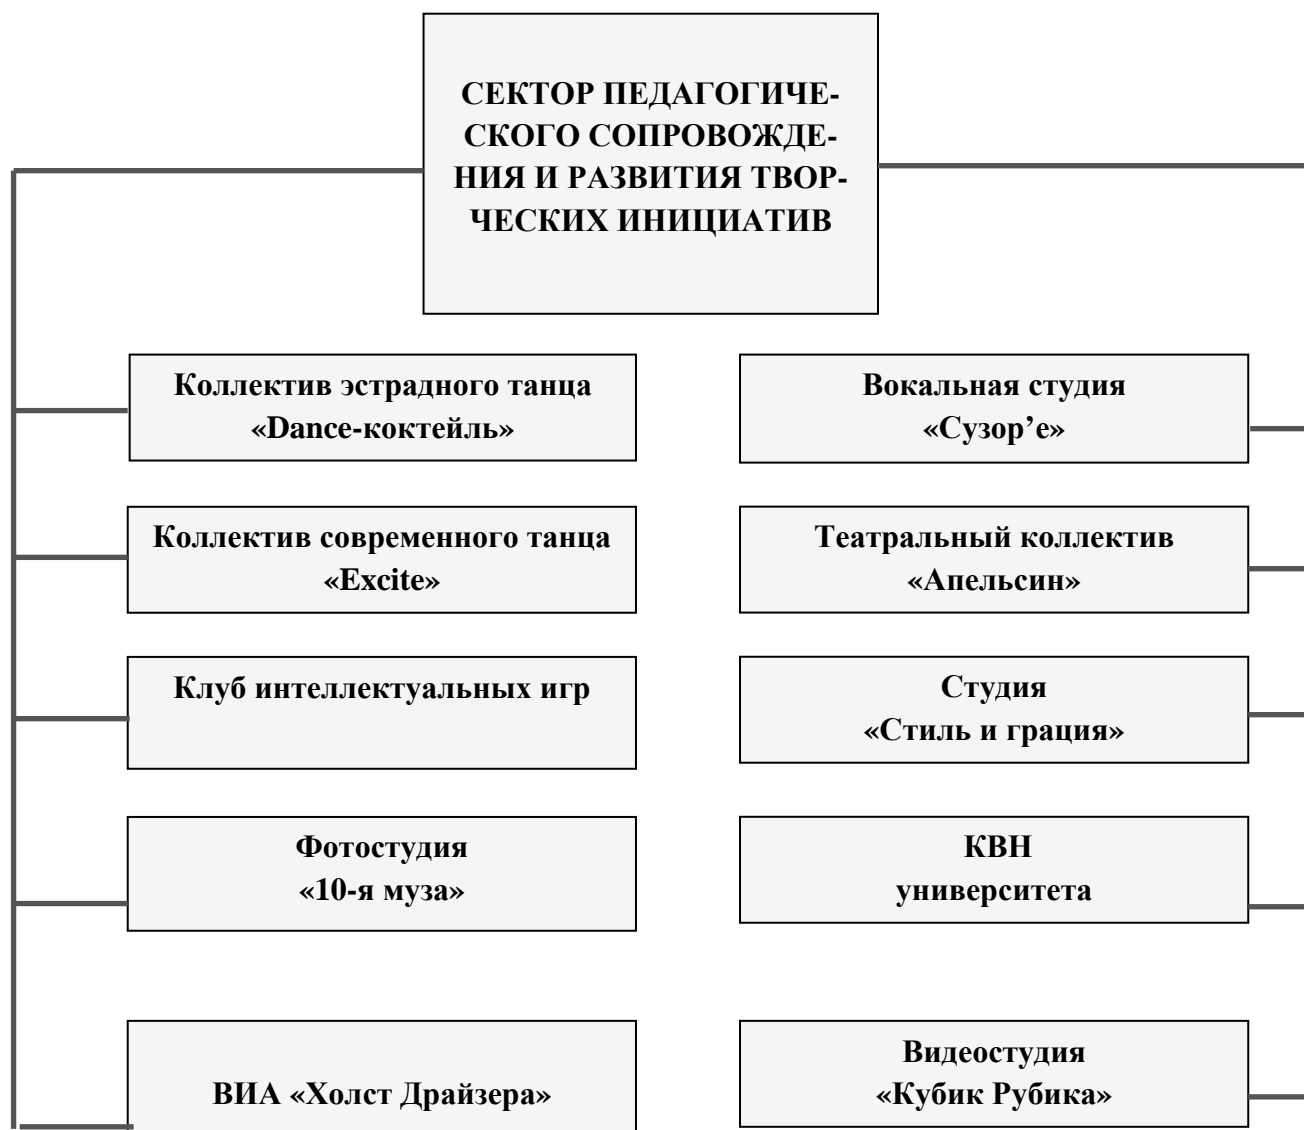 СЕКТОР ПЕДАГОГИЧЕ-
СКОГО СОПРОВОЖДЕ-
НИЯ И РАЗВИТИЯ ТВОР-
ЧЕСКИХ ИНИЦИАТИВ
Коллектив эстрадного танца
«Dance-коктейль»
Вокальная студия
«Сузор’е»
Коллектив современного танца
«Excite»
Театральный коллектив
«Апельсин»
Клуб интеллектуальных игр
Студия
«Стиль и грация»
Фотостудия
«10-я муза»
КВН
университета
ВИА «Холст Драйзера»
Видеостудия
«Кубик Рубика»